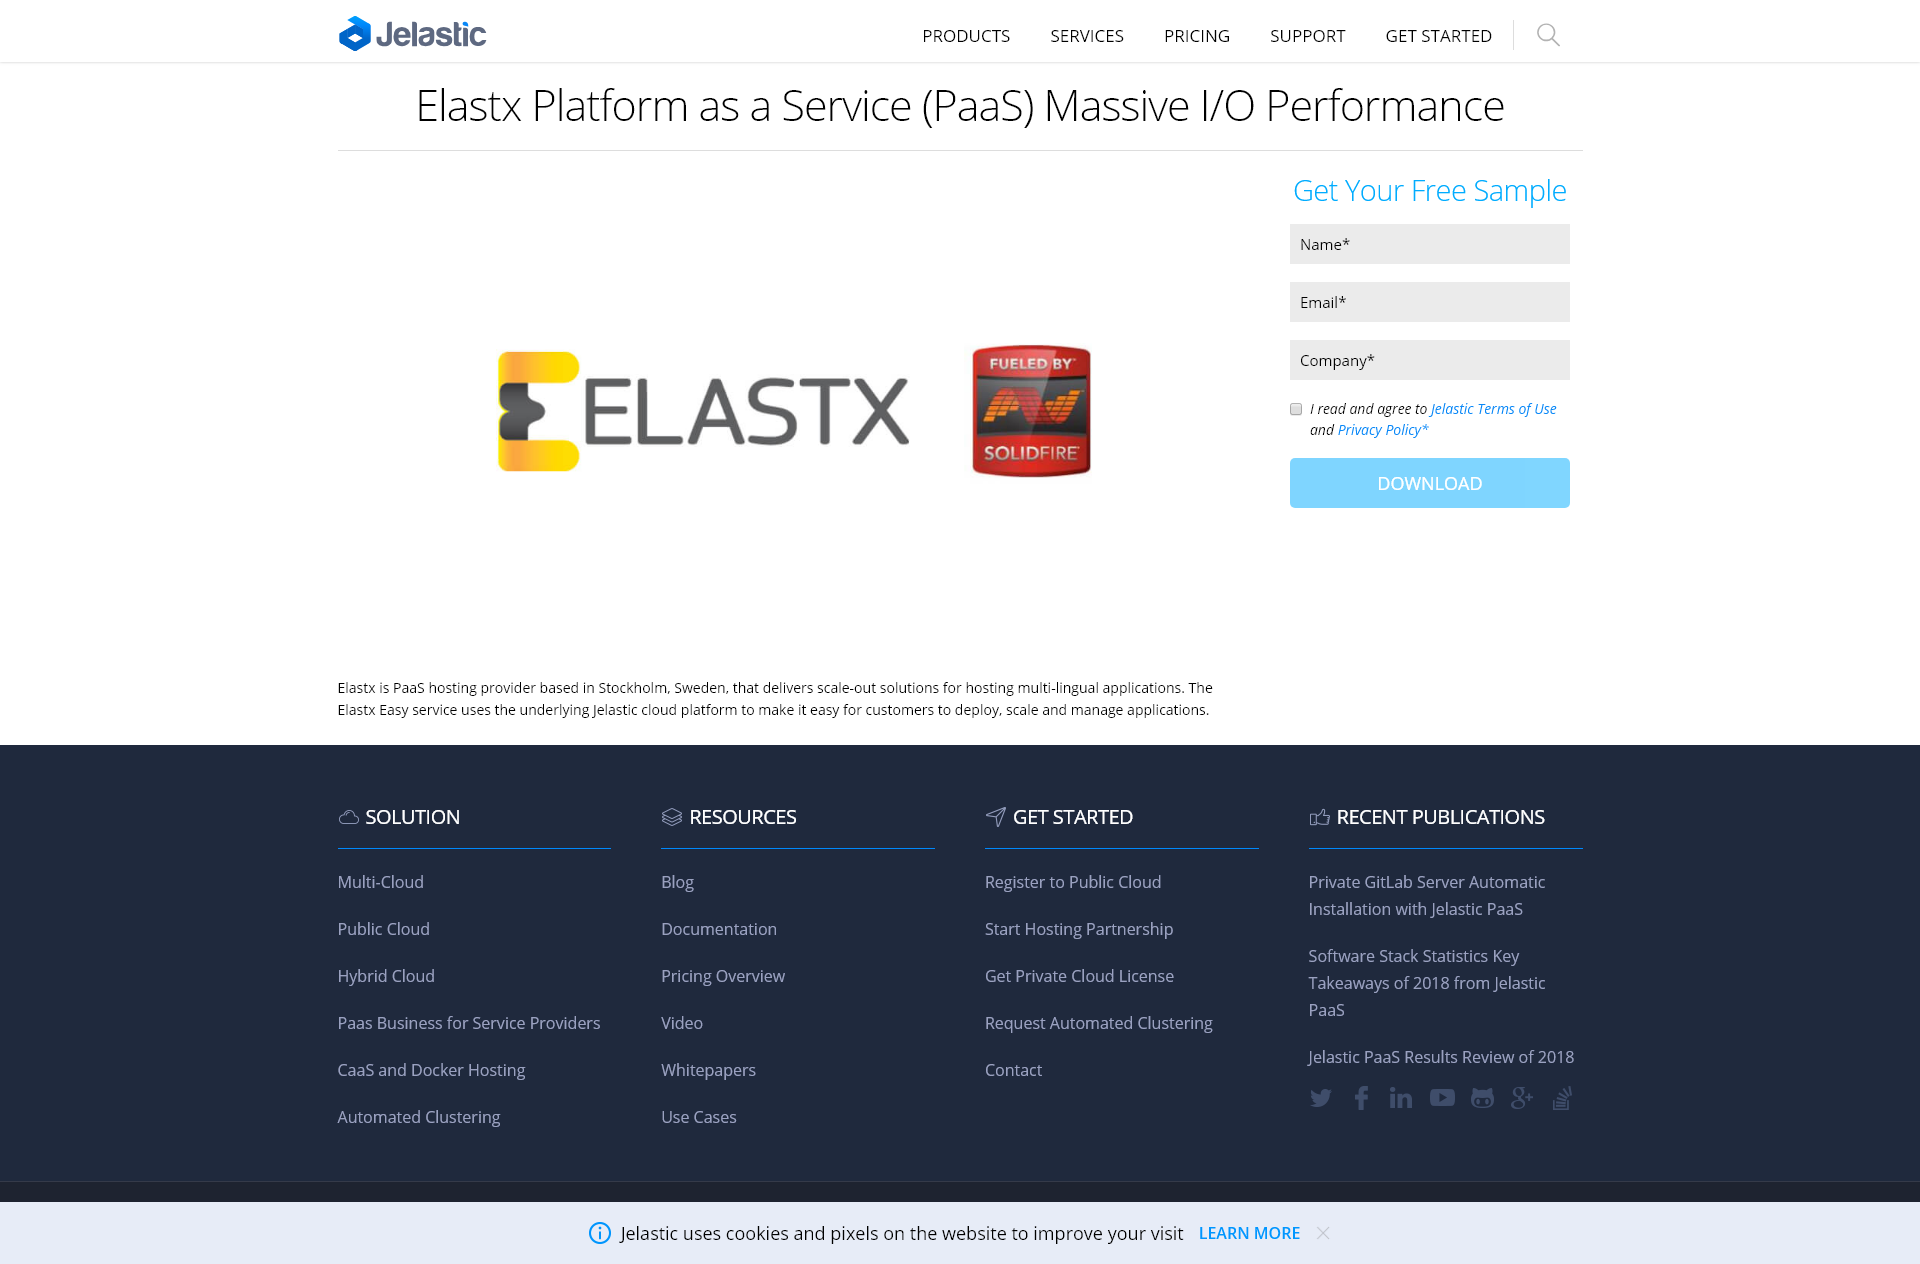 Jelastic
PRODUCTS
SERVICES
PRICING
SUPPORT
GET STARTED
Elastx Platform as a Service (PaaS) Massive I/O Performance
ELASTX
FUELED BY
SOLIDFIRE
Get Your Free Sample
Name*
Email*
Company*
I read and agree to Jelastic Terms of Use
and Privacy Policy*
DOWNLOAD
Elastx is PaaS hosting provider based in Stockholm, Sweden, that delivers scale-out solutions for hosting multi-lingual applications. The
Elastx Easy service uses the underlying Jelastic cloud platform to make it easy for customers to deploy, scale and manage applications.
SOLUTION
Multi-Cloud
Public Cloud
Hybrid Cloud
Paas Business for Service Providers
CaaS and Docker Hosting
Automated Clustering
RESOURCES
Blog
Documentation
Pricing Overview
Video
Whitepapers
Use Cases
GET STARTED
Register to Public Cloud
Start Hosting Partnership
Get Private Cloud License
Request Automated Clustering
Contact
RECENT PUBLICATIONS
Private GitLab Server Automatic
Installation with Jelastic PaaS
Software Stack Statistics Key
Takeaways of 2018 from Jelastic
PaaS
Jelastic PaaS Results Review of 2018
Jelastic uses cookies and pixels on the website to improve your visit
LEARN MORE